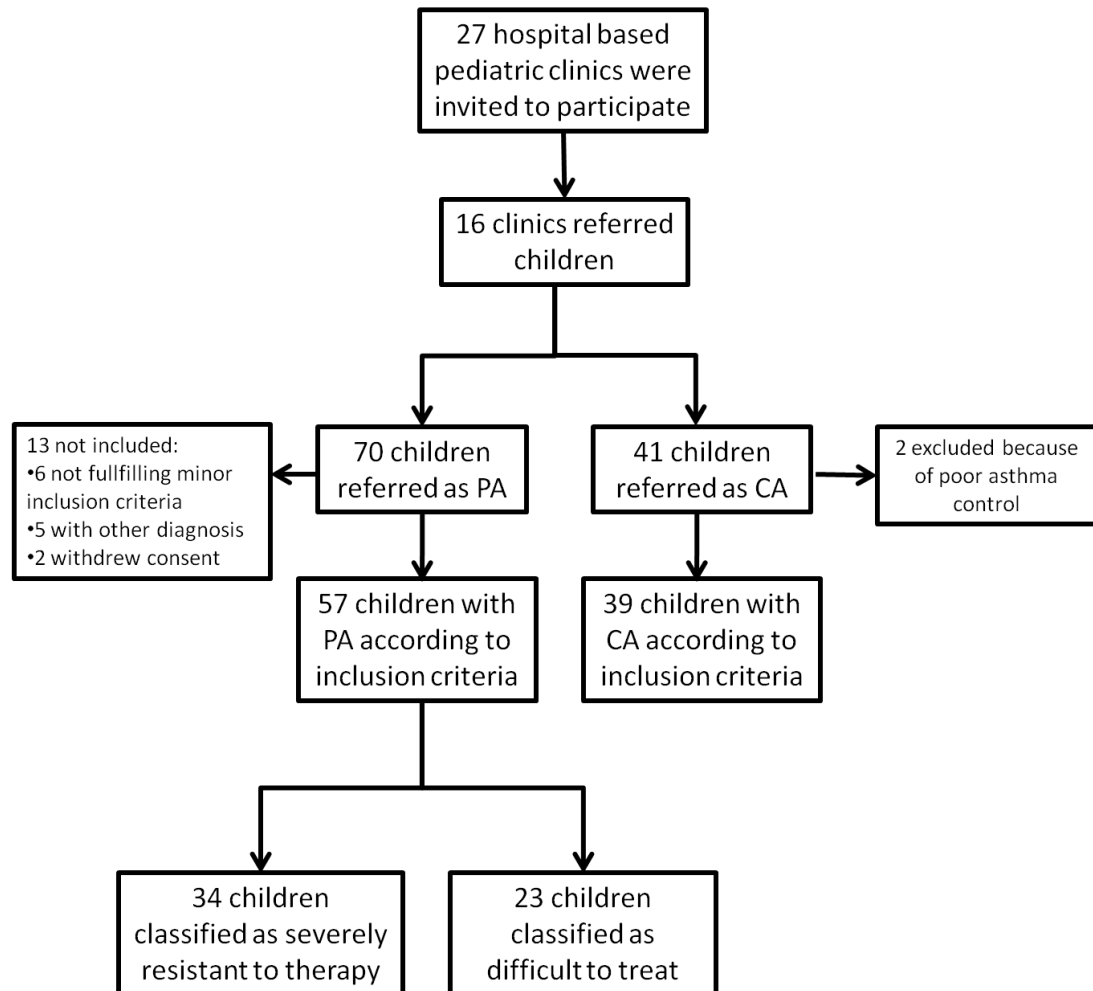 27 hospital based
pediatric clinics were
invited to participate
16 clinics referred
children
13 not included:
•6 not fullfilling minor
inclusion criteria
•5 with other diagnosis
•2 withdrew consent
70 children
referred as PA
41 children
referred as CA
2 excluded because
of poor asthma
control
57 children with
PA according to
inclusion criteria
39 children with
CA according to
inclusion criteria
34 children
classified as severely
resistant to therapy
23 children
classified as
difficult to treat